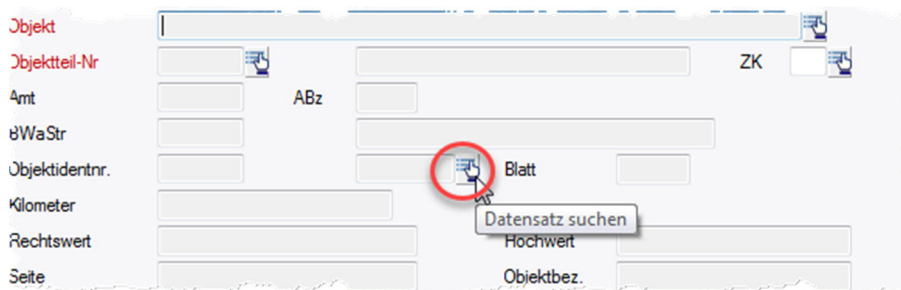 Objekt
Objektteil-Nr ZK
Amt ABz
BWaStr
Objektidentnr. Blatt
Kilometer
Datensatz suchen
Rechtswert Hochwert
Seite Objektbez.